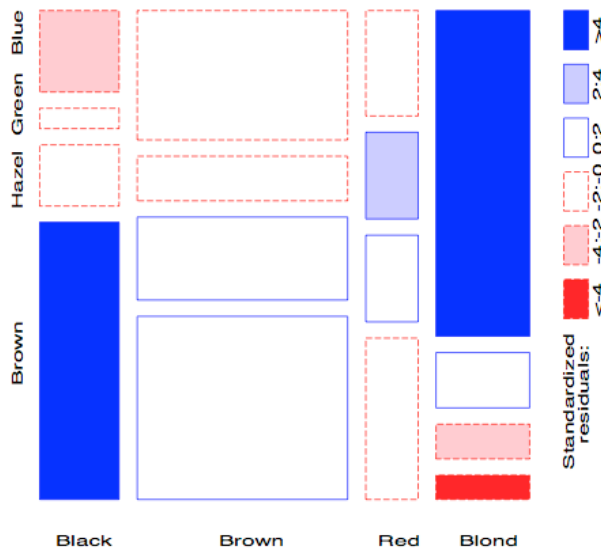 Blue
Green
Hazel
Brown
Black Brown Red Blond
Standardized
residuals:
<-4
-4:-2
-2:-0
0:2
2:4
>4